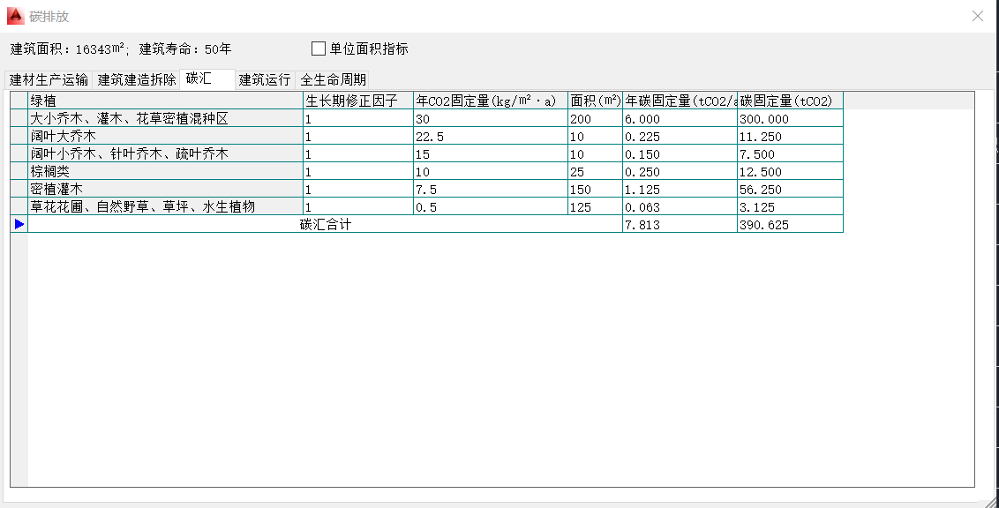 碳排放
建筑面积：16343m²; 建筑寿命：50年 单位面积指标
建材生产运输 建筑建造拆除 碳汇 建筑运行 全生命周期
绿植 生长期修正因子 年CO2固定量(kg/m²·a) 面积(m²) 年碳固定量(tCO2/a 碳固定量(tCO2)
大小乔木、灌木、花草密植混种区 1 30 200 6.000 300.000
阔叶大乔木 1 22.5 10 0.225 11.250
阔叶小乔木、针叶乔木、疏叶乔木 1 15 10 0.150 7.500
棕榈类 1 10 25 0.250 12.500
密植灌木 1 7.5 150 1.125 56.250
草花花圃、自然野草、草坪、水生植物 1 0.5 125 0.063 3.125
碳汇合计 7.813 390.625